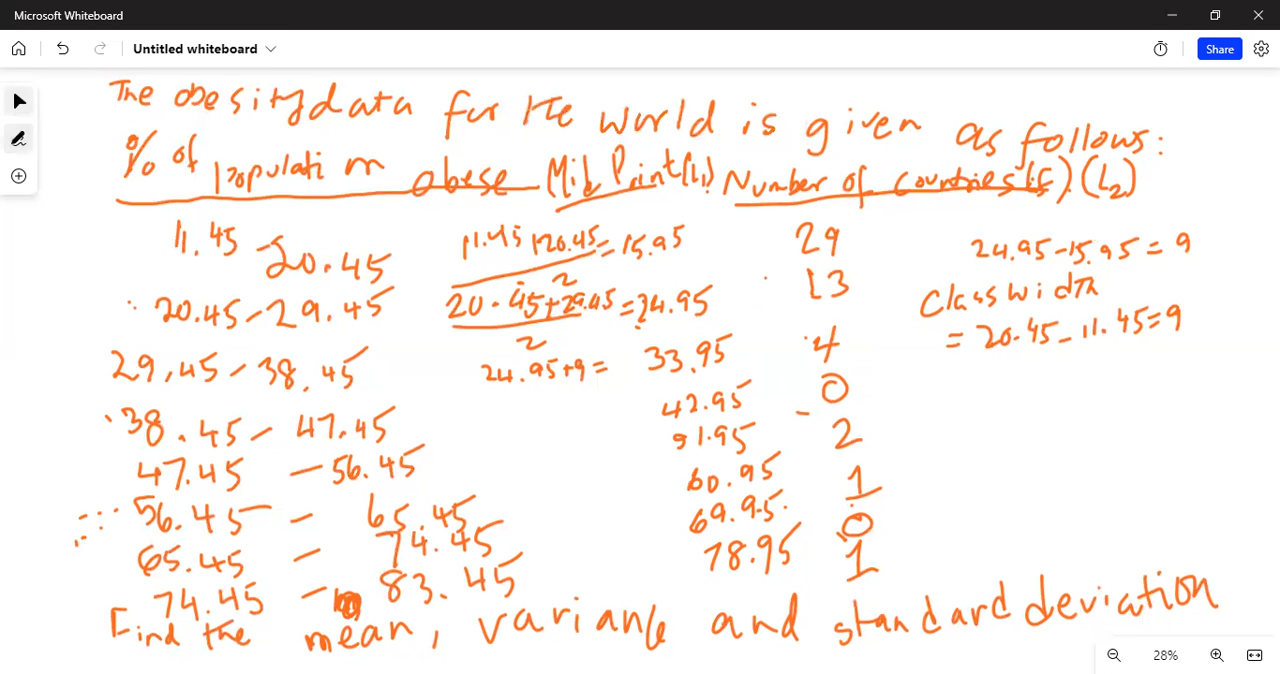 Microsoft Whiteboard
Untitled whiteboard
Share
The obesity data for the world is given as follows:
% of population obese (Mid Point(L1) Number of countries(f) (L2)
11.45 - 20.45 11.45+20.45 = 15.95 29 24.95 - 15.95 = 9
2
20.45 - 29.45 20.45+29.45 = 24.95 13 Class width
2
= 20.45 - 11.45 = 9
29.45 - 38.45 24.95+9 = 33.95 4
38.45 - 47.45 42.95 - 0
47.45 - 56.45 51.95 2
56.45 - 65.45 60.95 1
65.45 - 74.45 69.95 0
74.45 - 83.45 78.95 1
Find the mean, variance and standard deviation
28%